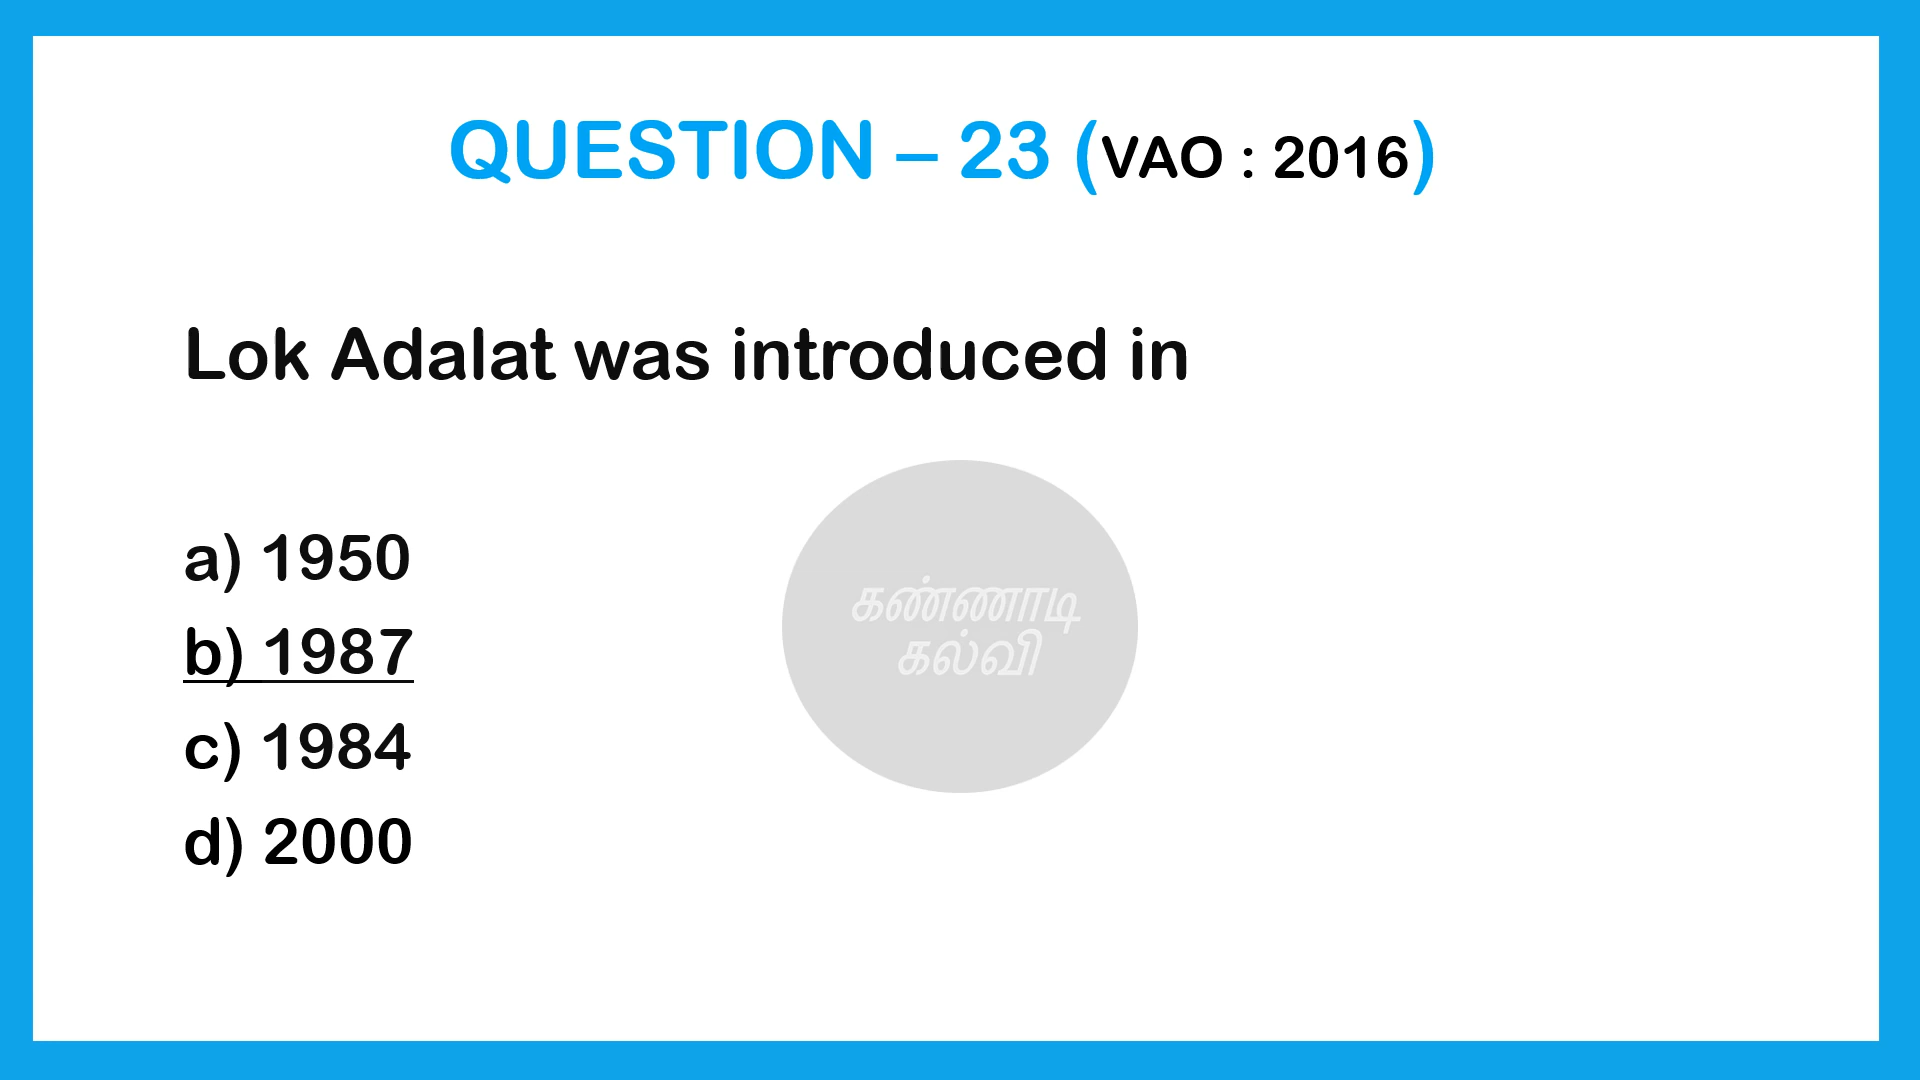 QUESTION – 23 (VAO : 2016)
Lok Adalat was introduced in
a) 1950
b) 1987
c) 1984
d) 2000
கண்ணாடி
கல்வி